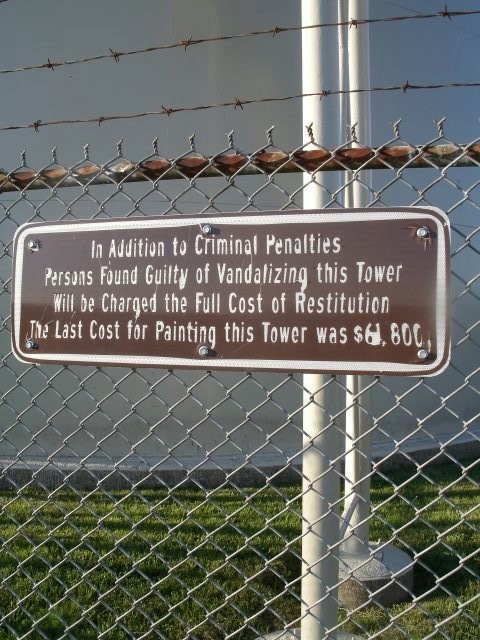 In Addition to Criminal Penalties
Persons Found Guilty of Vandalizing this Tower
Will be Charged the Full Cost of Restitution
The Last Cost for Painting this Tower was